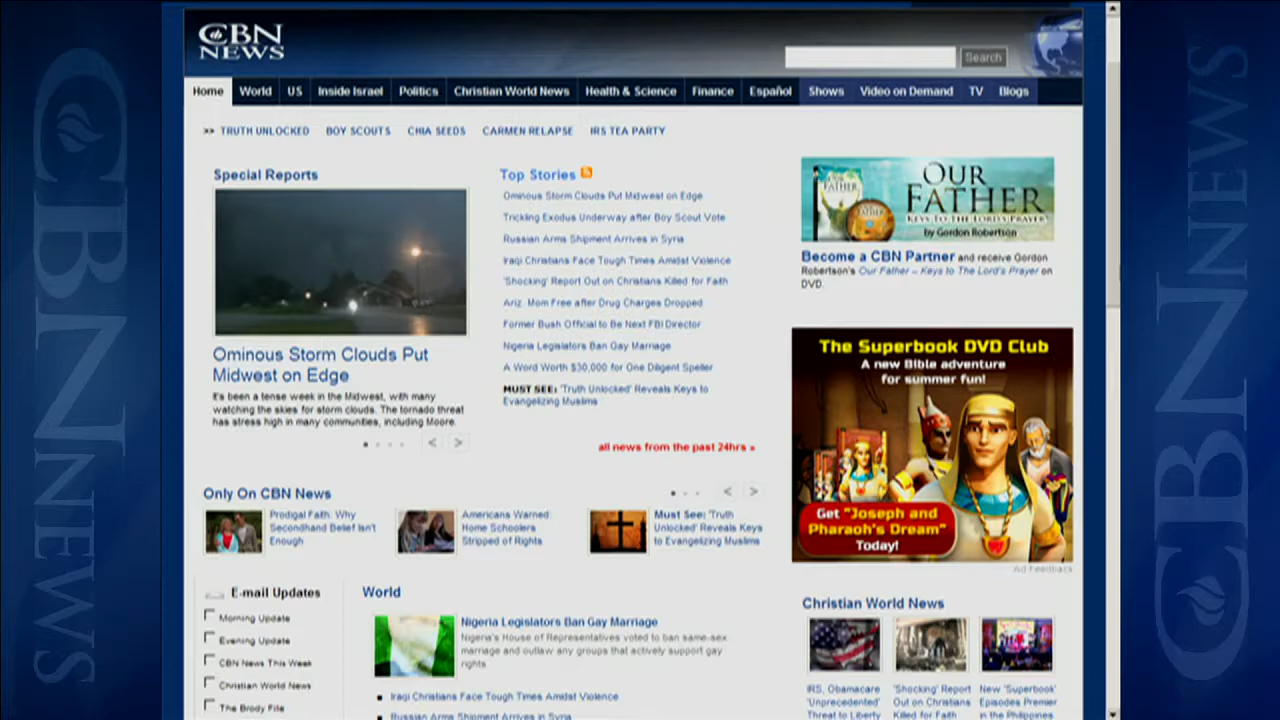 CBN
NEWS
Search
Home World US Inside Israel Politics Christian World News Health & Science Finance Español Shows Video on Demand TV Blogs
>> TRUTH UNLOCKED BOY SCOUTS CHIA SEEDS CARMEN RELAPSE IRS TEA PARTY
Special Reports
Ominous Storm Clouds Put
Midwest on Edge
It's been a tense week in the Midwest, with many
watching the skies for storm clouds. The tornado threat
has stress high in many communities, including Moore.
Top Stories
Ominous Storm Clouds Put Midwest on Edge
Trickling Exodus Underway after Boy Scout Vote
Russian Arms Shipment Arrives in Syria
Iraqi Christians Face Tough Times Amidst Violence
'Shocking' Report Out on Christians Killed for Faith
Ariz. Mom Free after Drug Charges Dropped
Former Bush Official to Be Next FBI Director
Nigeria Legislators Ban Gay Marriage
A Word Worth $30,000 for One Diligent Speller
MUST SEE: 'Truth Unlocked' Reveals Keys to
Evangelizing Muslims
all news from the past 24hrs »
OUR
FATHER
KEYS TO THE LORD'S PRAYER
by Gordon Robertson
Become a CBN Partner and receive Gordon
Robertson's Our Father – Keys to The Lord's Prayer on
DVD.
The Superbook DVD Club
A new Bible adventure
for summer fun!
Get "Joseph and
Pharaoh's Dream"
Today!
Ad Feedback
Only On CBN News
Prodigal Faith: Why
Secondhand Belief Isn't
Enough
Americans Warned:
Home Schoolers
Stripped of Rights
Must See: 'Truth
Unlocked' Reveals Keys
to Evangelizing Muslims
E-mail Updates
Morning Update
Evening Update
CBN News This Week
Christian World News
The Brody File
World
Nigeria Legislators Ban Gay Marriage
Nigeria's House of Representatives voted to ban same-sex
marriage and outlaw any groups that actively support gay
rights
Iraqi Christians Face Tough Times Amidst Violence
Russian Arms Shipment Arrives in Syria
Christian World News
IRS, Obamacare
'Unprecedented'
Threat to Liberty
'Shocking' Report
Out on Christians
Killed for Faith
New 'Superbook'
Episodes Premier
in the Philippines
CBN NEWS
CBN NEWS